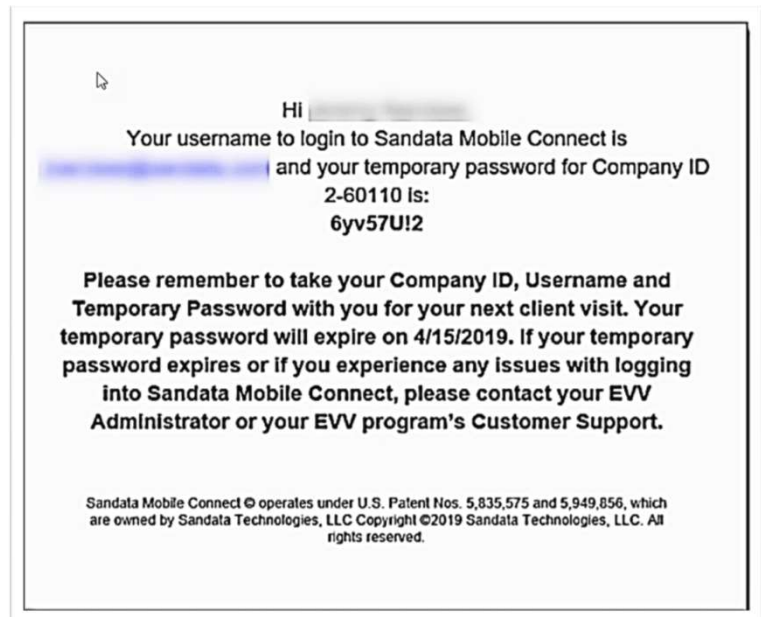 Hi
Your username to login to Sandata Mobile Connect is
and your temporary password for Company ID
2-60110 is:
6yv57U!2
Please remember to take your Company ID, Username and
Temporary Password with you for your next client visit. Your
temporary password will expire on 4/15/2019. If your temporary
password expires or if you experience any issues with logging
into Sandata Mobile Connect, please contact your EVV
Administrator or your EVV program's Customer Support.
Sandata Mobile Connect © operates under U.S. Patent Nos. 5,835,575 and 5,949,856, which
are owned by Sandata Technologies, LLC Copyright ©2019 Sandata Technologies, LLC. All
rights reserved.